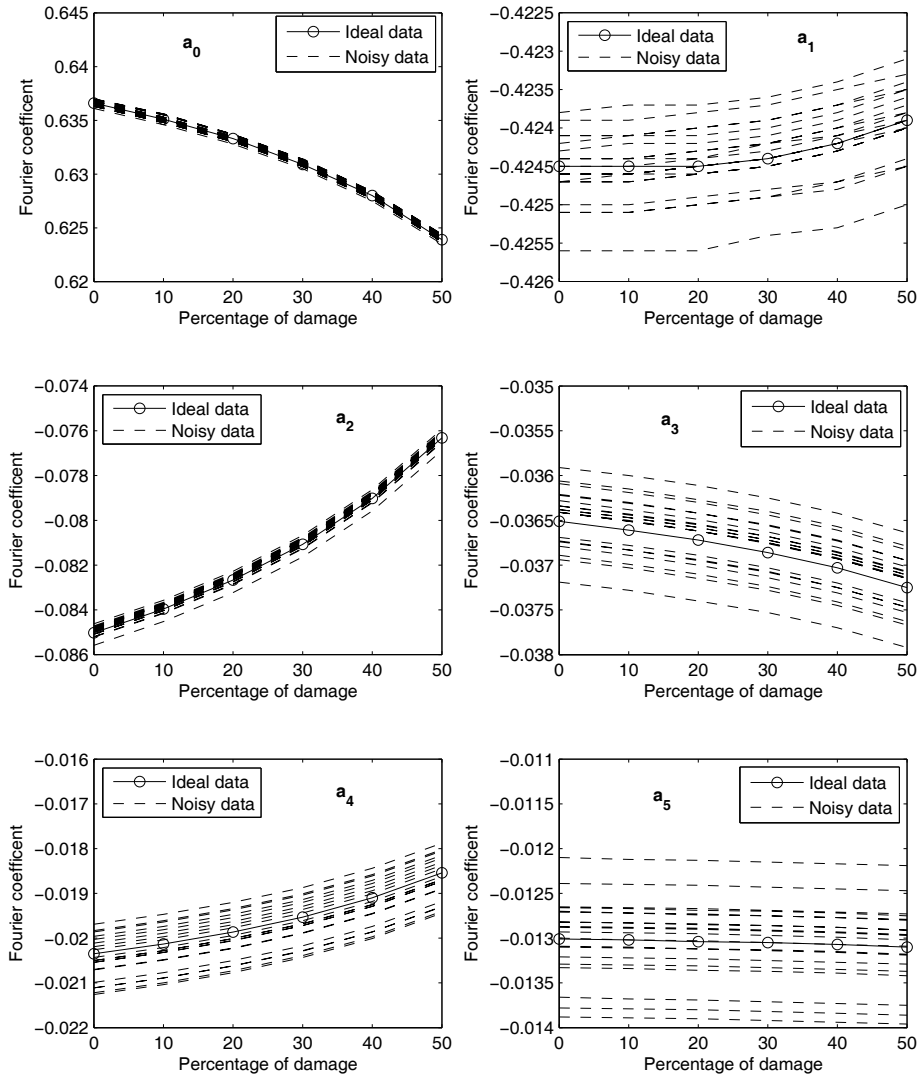 0.645
0.64
0.635
0.63
0.625
0.62
Fourier coefficent
a0
Ideal data
Noisy data
0 10 20 30 40 50
Percentage of damage
−0.4225
−0.423
−0.4235
−0.424
−0.4245
−0.425
−0.4255
−0.426
Fourier coefficent
Ideal data
Noisy data
a1
0 10 20 30 40 50
Percentage of damage
−0.074
−0.076
−0.078
−0.08
−0.082
−0.084
−0.086
Fourier coefficent
Ideal data
Noisy data
a2
0 10 20 30 40 50
Percentage of damage
−0.035
−0.0355
−0.036
−0.0365
−0.037
−0.0375
−0.038
Fourier coefficent
a3
Ideal data
Noisy data
0 10 20 30 40 50
Percentage of damage
−0.016
−0.017
−0.018
−0.019
−0.02
−0.021
−0.022
Fourier coefficent
Ideal data
Noisy data
a4
0 10 20 30 40 50
Percentage of damage
−0.011
−0.0115
−0.012
−0.0125
−0.013
−0.0135
−0.014
Fourier coefficent
a5
Ideal data
Noisy data
0 10 20 30 40 50
Percentage of damage